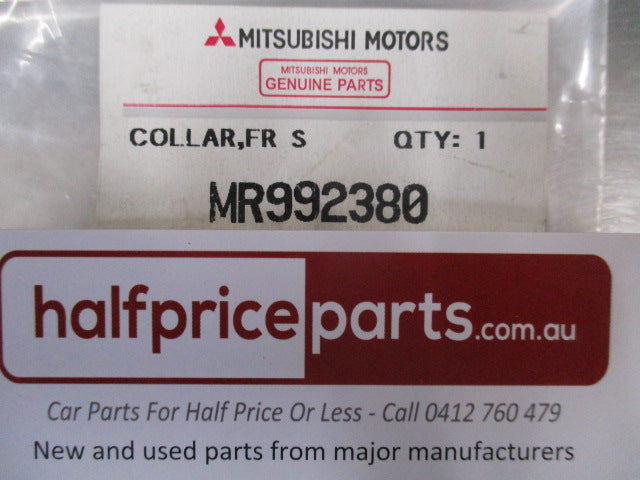 MITSUBISHI MOTORS
MITSUBISHI MOTORS
GENUINE PARTS
COLLAR,FR S QTY: 1
MR992380
halfpriceparts.com.au
Car Parts For Half Price Or Less - Call 0412 760 479
New and used parts from major manufacturers